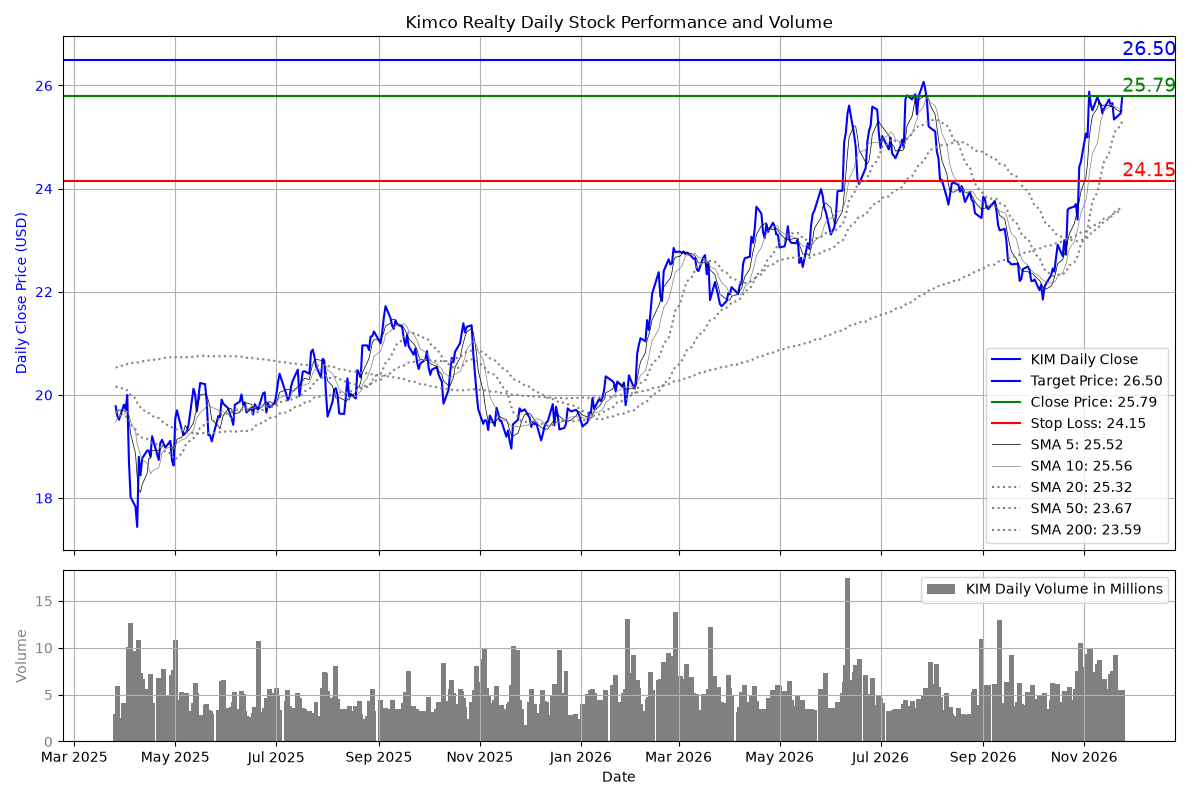 Kimco Realty Daily Stock Performance and Volume
26.50
25.79
24.15
26
24
22
20
18
Daily Close Price (USD)
KIM Daily Close
Target Price: 26.50
Close Price: 25.79
Stop Loss: 24.15
SMA 5: 25.52
SMA 10: 25.56
SMA 20: 25.32
SMA 50: 23.67
SMA 200: 23.59
KIM Daily Volume in Millions
15
10
5
0
Volume
Mar 2025
May 2025
Jul 2025
Sep 2025
Nov 2025
Jan 2026
Mar 2026
May 2026
Jul 2026
Sep 2026
Nov 2026
Date